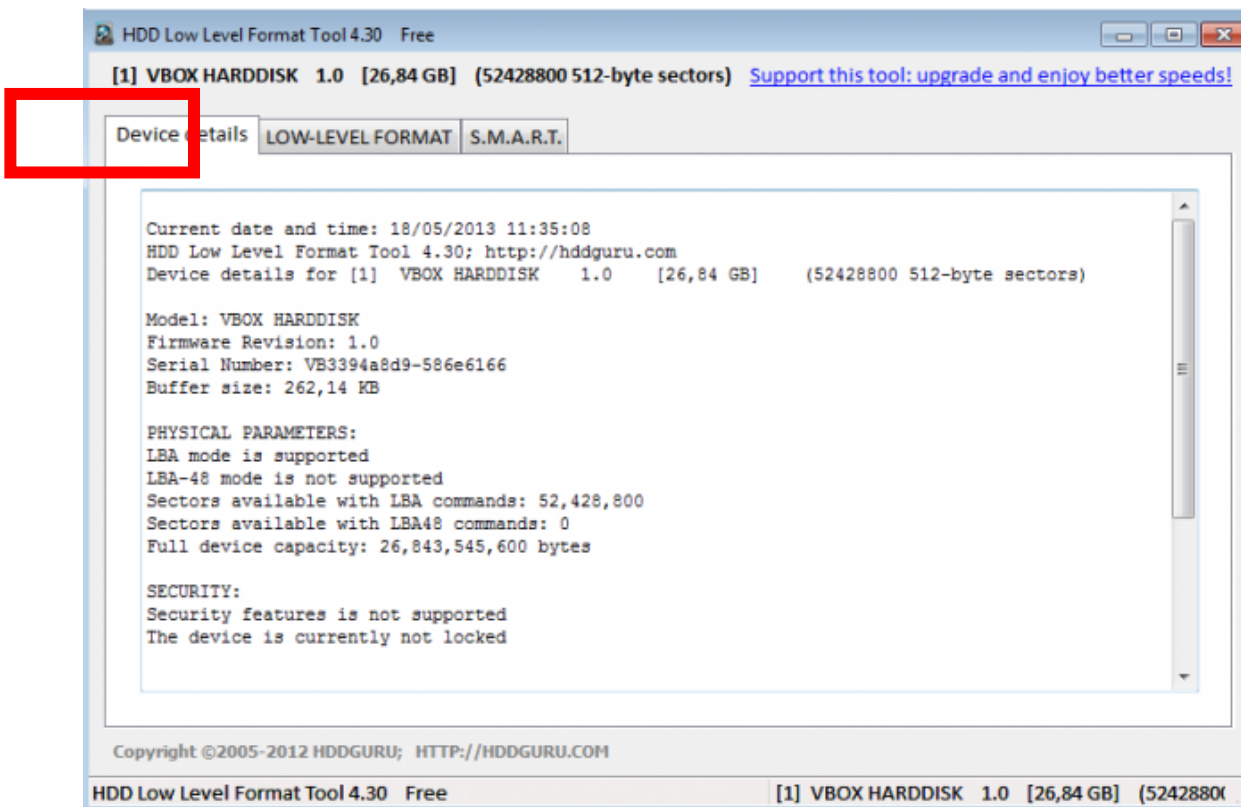 HDD Low Level Format Tool 4.30 Free
[1] VBOX HARDDISK 1.0 [26,84 GB] (52428800 512-byte sectors) Support this tool: upgrade and enjoy better speeds!
Device details LOW-LEVEL FORMAT S.M.A.R.T.
Current date and time: 18/05/2013 11:35:08
HDD Low Level Format Tool 4.30; http://hddguru.com
Device details for [1] VBOX HARDDISK 1.0 [26,84 GB] (52428800 512-byte sectors)
Model: VBOX HARDDISK
Firmware Revision: 1.0
Serial Number: VB3394a8d9-586e6166
Buffer size: 262,14 KB
PHYSICAL PARAMETERS:
LBA mode is supported
LBA-48 mode is not supported
Sectors available with LBA commands: 52,428,800
Sectors available with LBA48 commands: 0
Full device capacity: 26,843,545,600 bytes
SECURITY:
Security features is not supported
The device is currently not locked
Copyright ©2005-2012 HDDGURU; HTTP://HDDGURU.COM
HDD Low Level Format Tool 4.30 Free [1] VBOX HARDDISK 1.0 [26,84 GB] (5242880